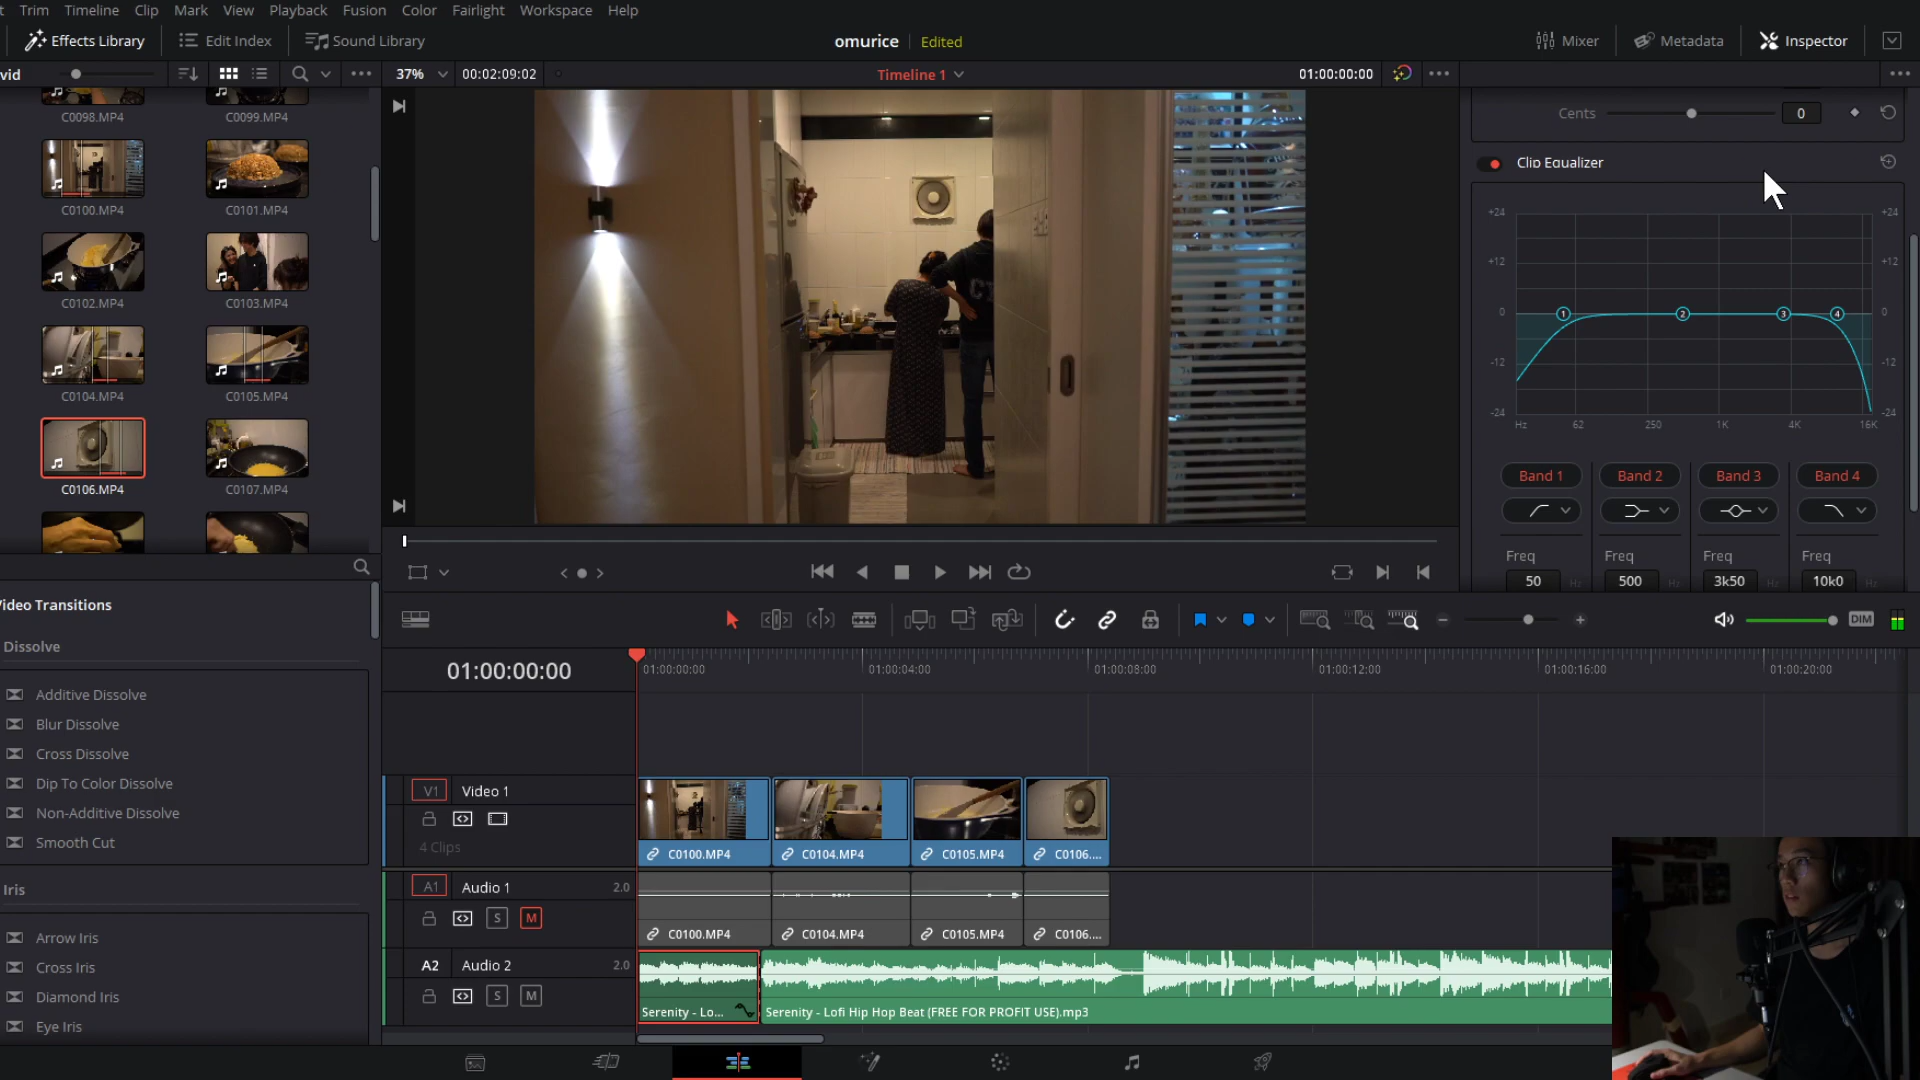 Trim Timeline Clip Mark View Playback Fusion Color Fairlight Workspace Help
Effects Library Edit Index Sound Library omurice Edited Mixer Metadata Inspector
vid 37% 00:02:09:02 Timeline 1 01:00:00:00
C0098.MP4 C0099.MP4
C0100.MP4 C0101.MP4
C0102.MP4 C0103.MP4
C0104.MP4 C0105.MP4
C0106.MP4 C0107.MP4
Cents 0
Clip Equalizer
+24 +24
+12 +12
0 1 2 3 4 0
-12 -12
-24 -24
Hz 62 250 1K 4K 16K
Band 1 Band 2 Band 3 Band 4
Freq Freq Freq Freq
50 Hz 500 Hz 3k50 Hz 10k0 Hz
Video Transitions
Dissolve
Additive Dissolve
Blur Dissolve
Cross Dissolve
Dip To Color Dissolve
Non-Additive Dissolve
Smooth Cut
Iris
Arrow Iris
Cross Iris
Diamond Iris
Eye Iris
DIM
01:00:00:00 01:00:00:00 01:00:04:00 01:00:08:00 01:00:12:00 01:00:16:00 01:00:20:00
V1 Video 1
4 Clips
C0100.MP4 C0104.MP4 C0105.MP4 C0106....
A1 Audio 1 2.0
S M
C0100.MP4 C0104.MP4 C0105.MP4 C0106....
A2 Audio 2 2.0
S M
Serenity - Lo... Serenity - Lofi Hip Hop Beat (FREE FOR PROFIT USE).mp3